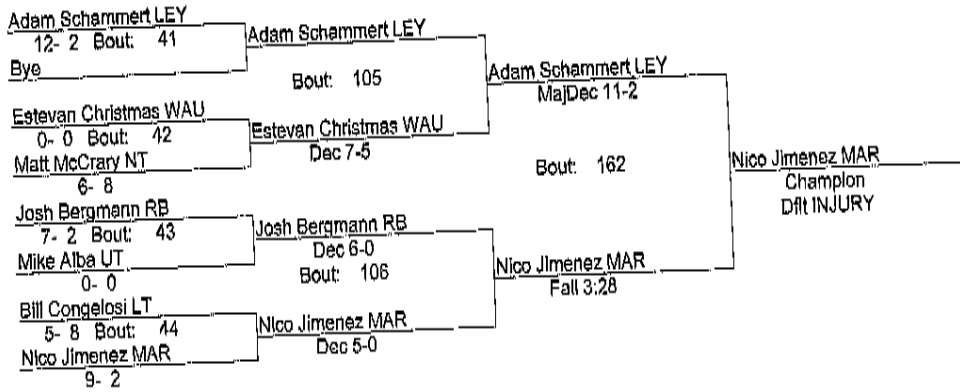 Adam Schammert LEY
12- 2 Bout: 41
Bye
Estevan Christmas WAU
0- 0 Bout: 42
Matt McCrary NT
6- 8
Josh Bergmann RB
7- 2 Bout: 43
Mike Alba UT
0- 0
Bill Congelosi LT
5- 8 Bout: 44
Nico Jimenez MAR
9- 2
Adam Schammert LEY
Bout: 105
Estevan Christmas WAU
Dec 7-5
Josh Bergmann RB
Dec 6-0
Bout: 106
Nico Jimenez MAR
Dec 5-0
Adam Schammert LEY
MajDec 11-2
Bout: 162
Nico Jimenez MAR
Fall 3:28
Nico Jimenez MAR
Champion
Dflt INJURY